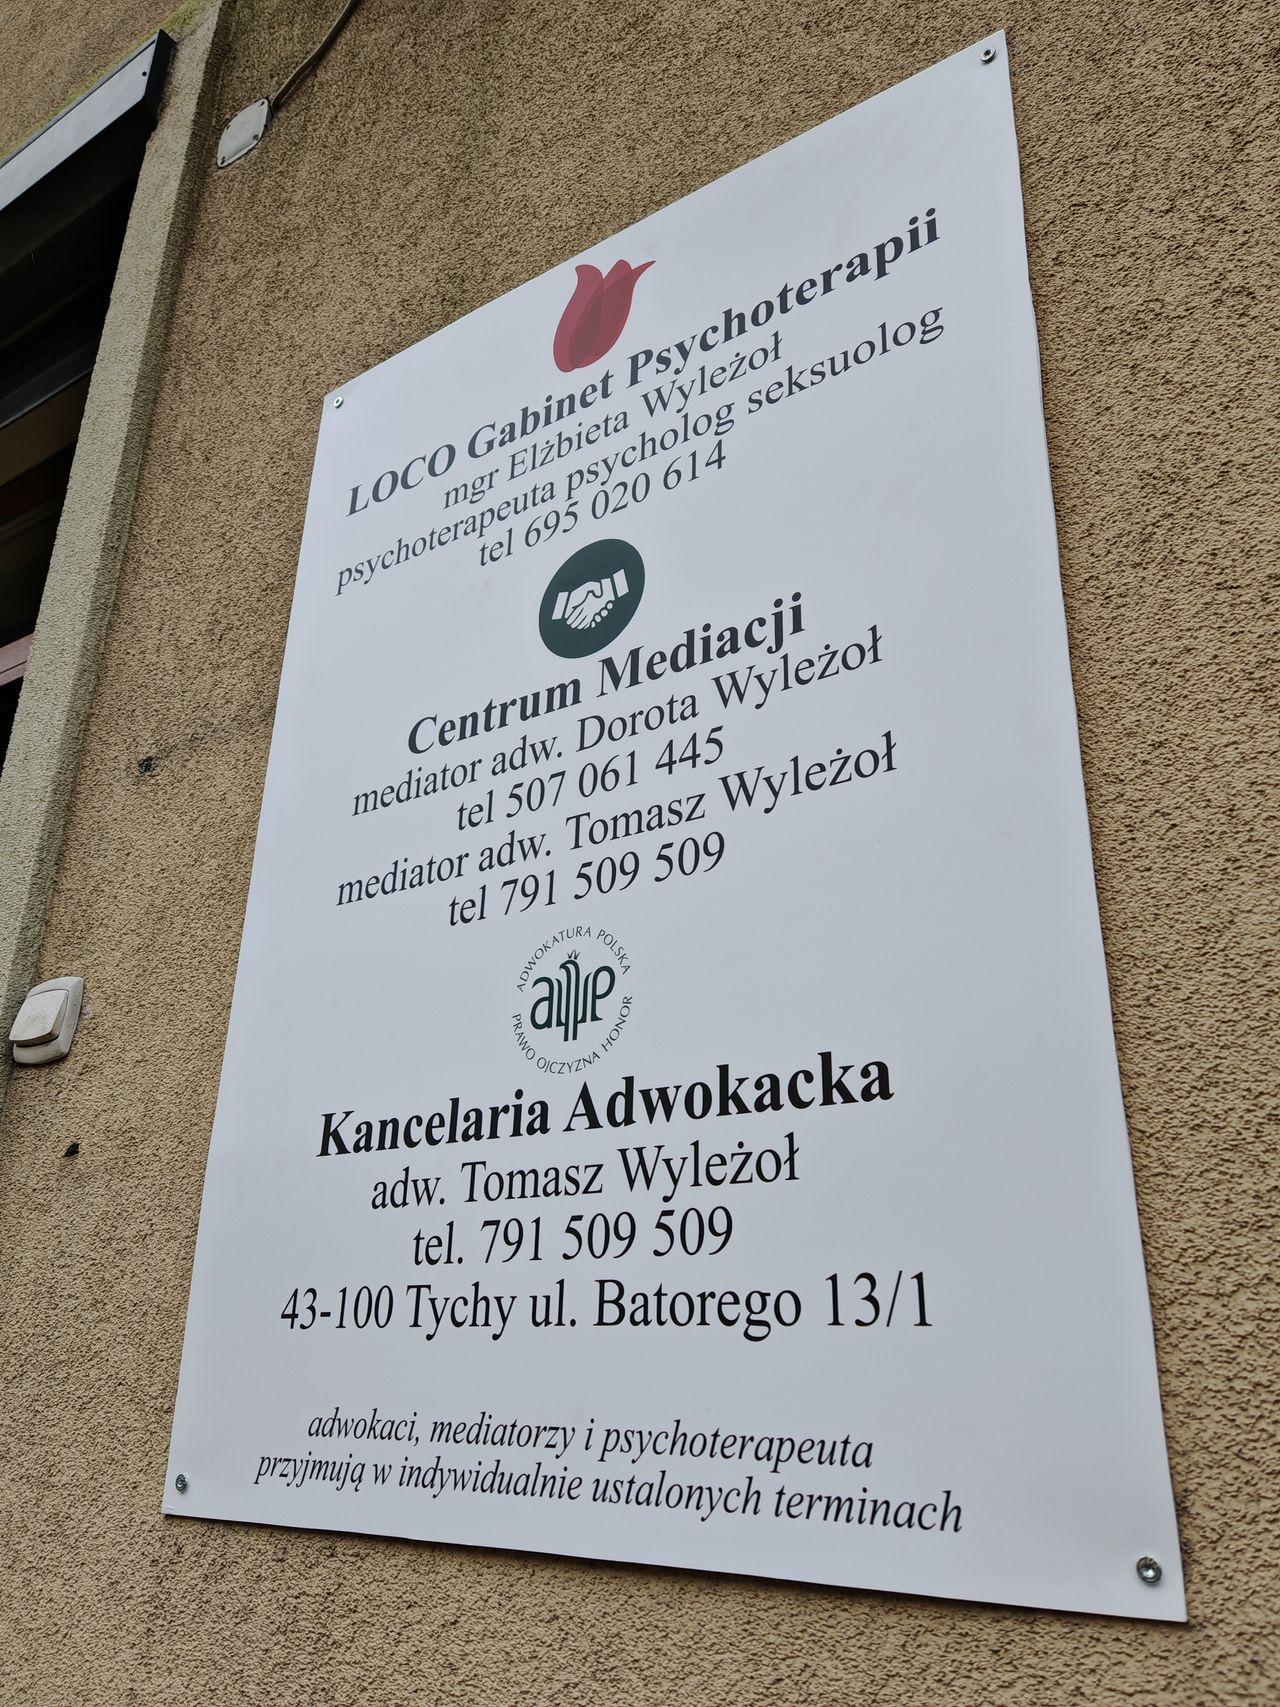 LOCO Gabinet Psychoterapii
mgr Elżbieta Wyleżoł
psychoterapeuta psycholog seksuolog
tel 695 020 614
Centrum Mediacji
mediator adw. Dorota Wyleżoł
tel 507 061 445
mediator adw. Tomasz Wyleżoł
tel 791 509 509
ADWOKATURA POLSKA
ap
PRAWO OJCZYZNA HONOR
Kancelaria Adwokacka
adw. Tomasz Wyleżoł
tel. 791 509 509
43-100 Tychy ul. Batorego 13/1
adwokaci, mediatorzy i psychoterapeuta
przyjmują w indywidualnie ustalonych terminach